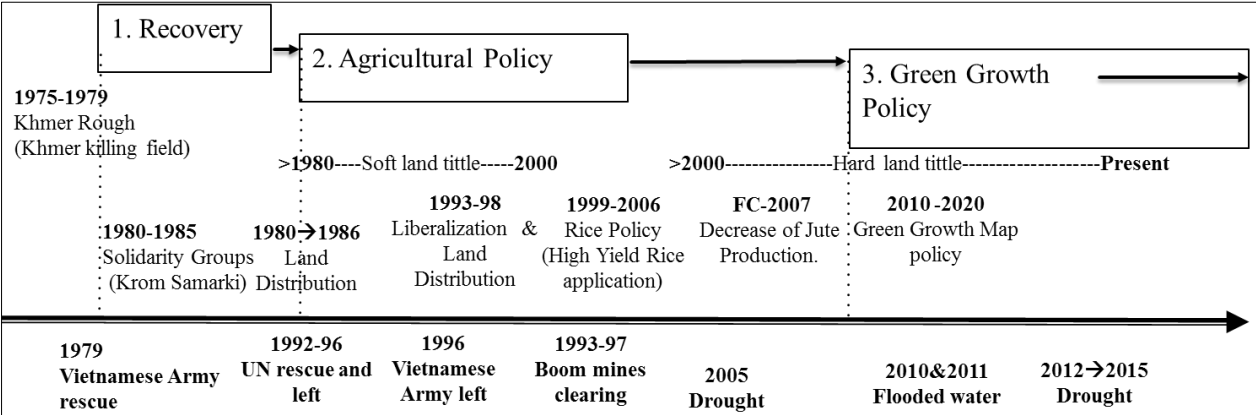 1. Recovery
2. Agricultural Policy
3. Green Growth
Policy
1975-1979
Khmer Rough
(Khmer killing field)
>1980----Soft land tittle-----2000
>2000----------------Hard land tittle---------------------Present
1980-1985
Solidarity Groups
(Krom Samarki)
1980→1986
Land
Distribution
1993-98
Liberalization &
Land
Distribution
1999-2006
Rice Policy
(High Yield Rice
application)
FC-2007
Decrease of Jute
Production.
2010-2020
Green Growth Map
policy
1979
Vietnamese Army
rescue
1992-96
UN rescue and
left
1996
Vietnamese
Army left
1993-97
Boom mines
clearing
2005
Drought
2010&2011
Flooded water
2012→2015
Drought